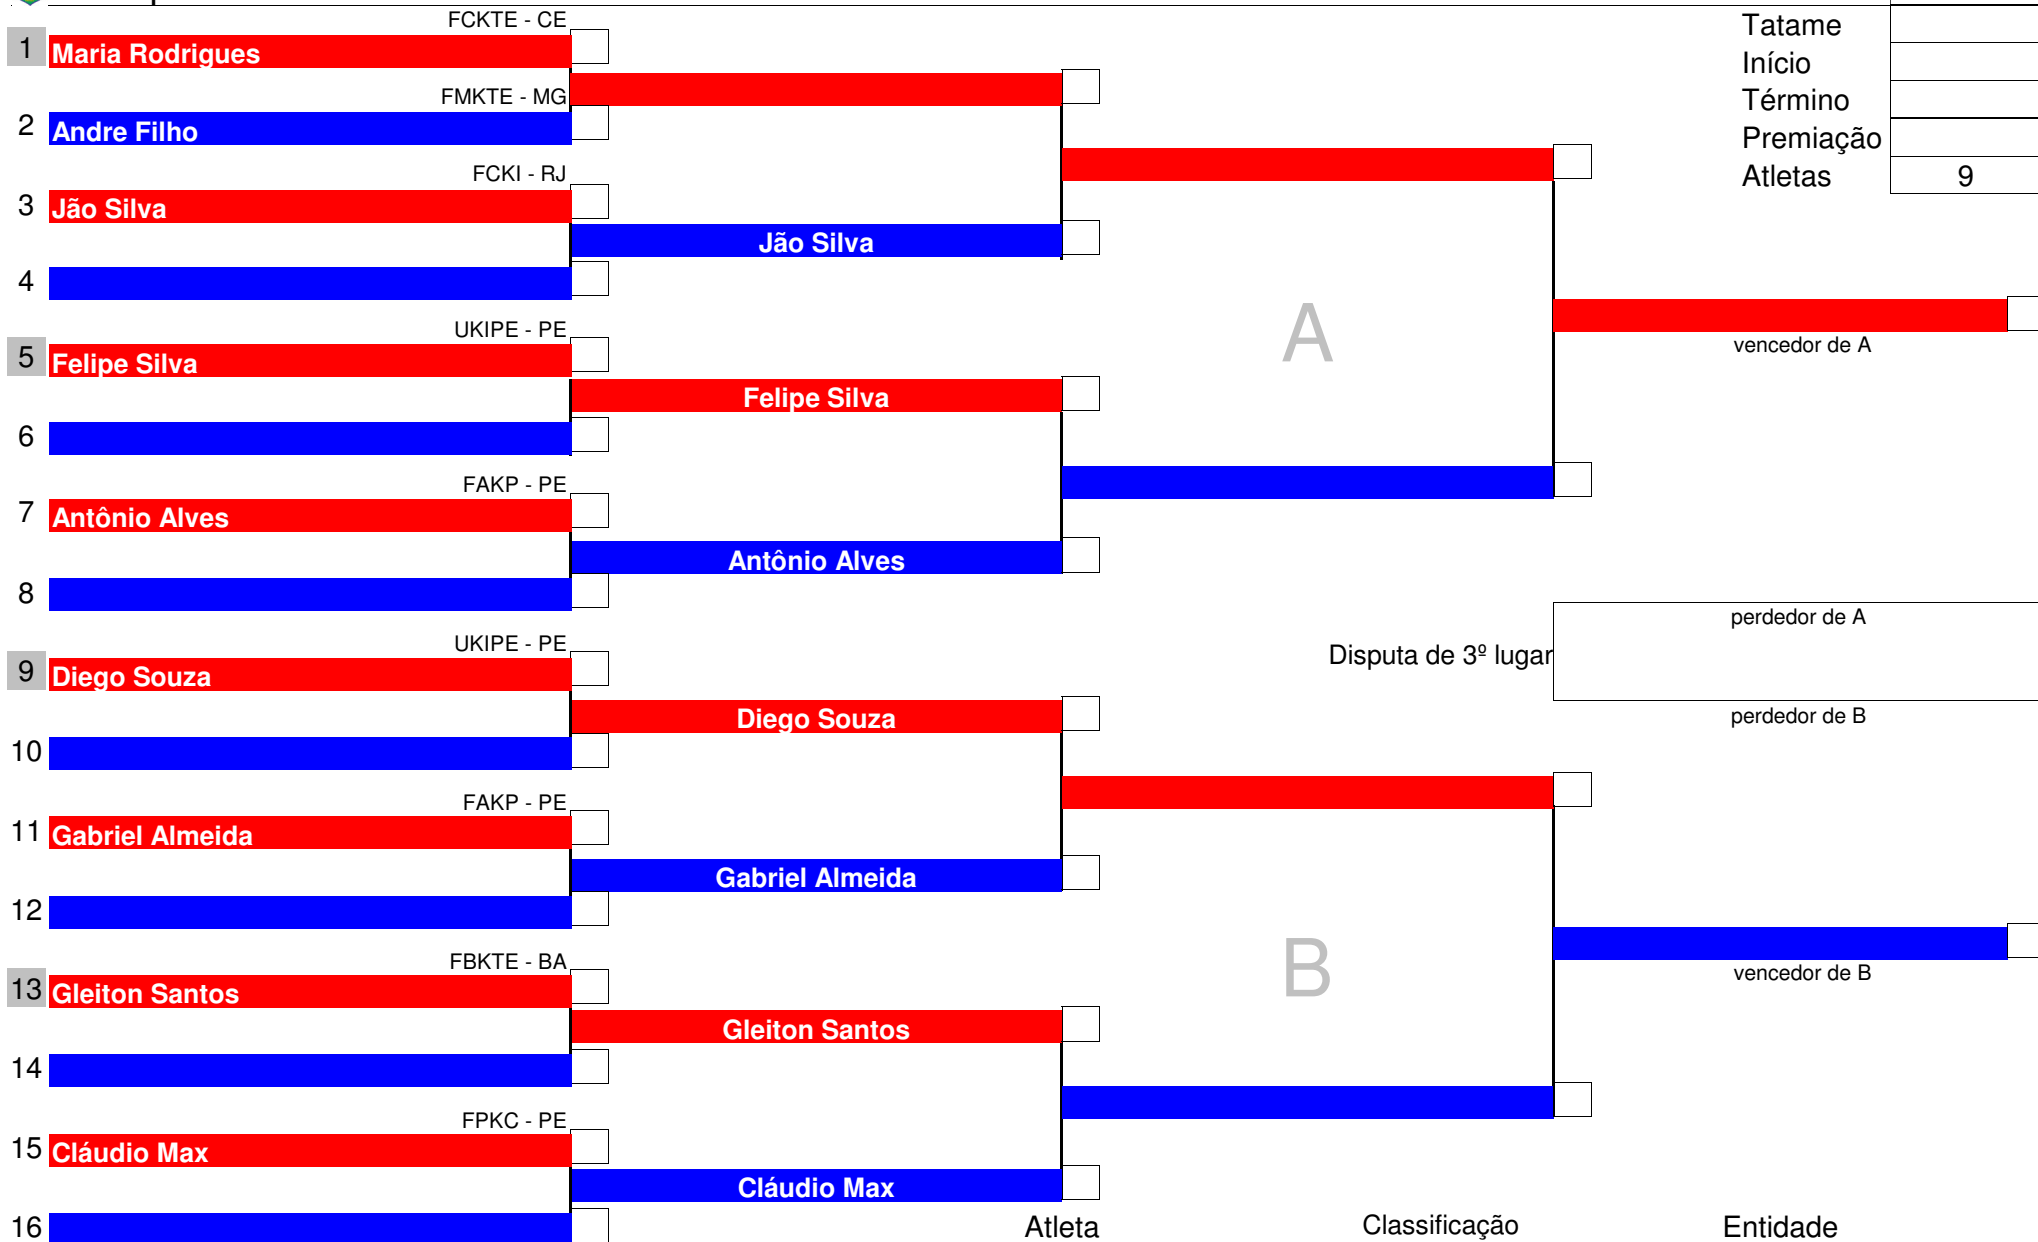 FCKTE - CE
Tatame
1 Maria Rodrigues
Início
FMKTE - MG
Término
2 Andre Filho
Premiação
FCKI - RJ
Atletas 9
3 Jão Silva
Jão Silva
4
A
UKIPE - PE
vencedor de A
5 Felipe Silva
Felipe Silva
6
FAKP - PE
7 Antônio Alves
Antônio Alves
8
perdedor de A
UKIPE - PE
Disputa de 3º lugar
9 Diego Souza
Diego Souza
perdedor de B
10
FAKP - PE
11 Gabriel Almeida
Gabriel Almeida
12
FBKTE - BA
B
vencedor de B
13 Gleiton Santos
Gleiton Santos
14
FPKC - PE
15 Cláudio Max
Cláudio Max
16
Atleta Classificação Entidade